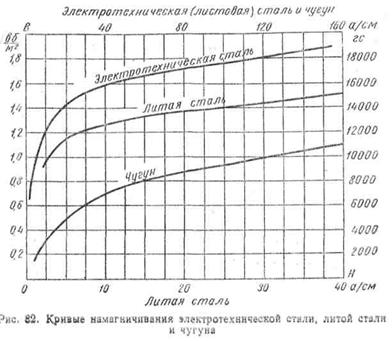 Электротехническая (листовая) сталь и чугун
В 0 40 80 120 160 а/см
вб/м² гс
1,8 18000
1,6 16000
1,4 14000
1,2 12000
1,0 10000
0,8 8000
0,6 6000
0,4 4000
0,2 2000
Электротехническая сталь
Литая сталь
Чугун
Н
0 10 20 30 40 а/см
Литая сталь
Рис. 82. Кривые намагничивания электротехнической стали, литой стали
и чугуна